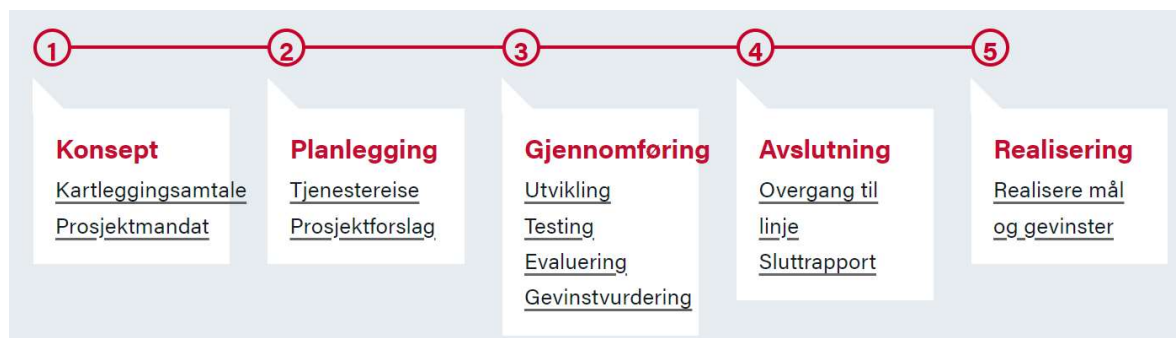 1
2
3
4
5
Konsept
Kartleggingsamtale
Prosjektmandat
Planlegging
Tjenestereise
Prosjektforslag
Gjennomføring
Utvikling
Testing
Evaluering
Gevinstvurdering
Avslutning
Overgang til
linje
Sluttrapport
Realisering
Realisere mål
og gevinster